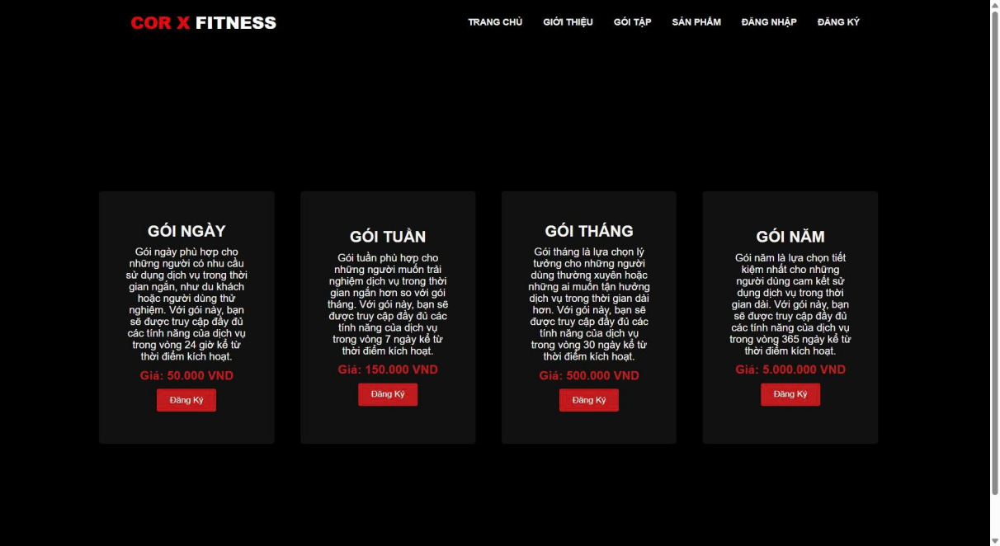 COR X FITNESS
TRANG CHỦ
GIỚI THIỆU
GÓI TẬP
SẢN PHẨM
ĐĂNG NHẬP
ĐĂNG KÝ
GÓI NGÀY
Gói ngày phù hợp cho
những người có nhu cầu
sử dụng dịch vụ trong thời
gian ngắn, như du khách
hoặc người dùng thử
nghiệm. Với gói này, bạn
sẽ được truy cập đầy đủ
các tính năng của dịch vụ
trong vòng 24 giờ kể từ
thời điểm kích hoạt.
Giá: 50.000 VND
Đăng Ký
GÓI TUẦN
Gói tuần phù hợp cho
những người muốn trải
nghiệm dịch vụ trong thời
gian ngắn hơn so với gói
tháng. Với gói này, bạn sẽ
được truy cập đầy đủ các
tính năng của dịch vụ
trong vòng 7 ngày kể từ
thời điểm kích hoạt.
Giá: 150.000 VND
Đăng Ký
GÓI THÁNG
Gói tháng là lựa chọn lý
tưởng cho những người
dùng thường xuyên hoặc
những ai muốn tận hưởng
dịch vụ trong thời gian dài
hơn. Với gói này, bạn sẽ
được truy cập đầy đủ các
tính năng của dịch vụ
trong vòng 30 ngày kể từ
thời điểm kích hoạt.
Giá: 500.000 VND
Đăng Ký
GÓI NĂM
Gói năm là lựa chọn tiết
kiệm nhất cho những
người dùng cam kết sử
dụng dịch vụ trong thời
gian dài. Với gói này, bạn
sẽ được truy cập đầy đủ
các tính năng của dịch vụ
trong vòng 365 ngày kể từ
thời điểm kích hoạt.
Giá: 5.000.000 VND
Đăng Ký